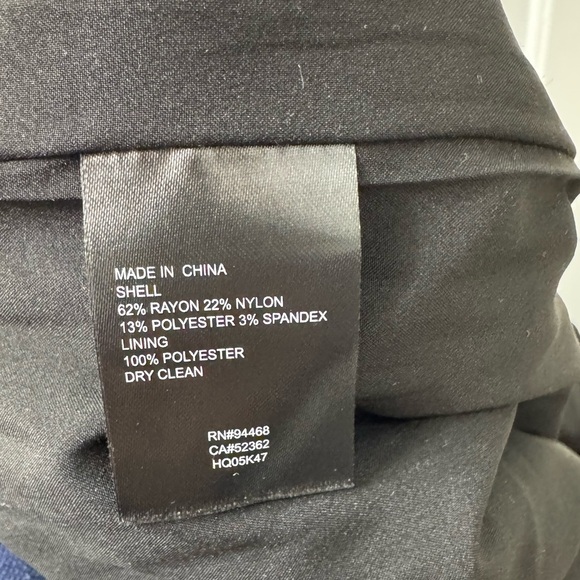 MADE IN CHINA
SHELL
62% RAYON 22% NYLON
13% POLYESTER 3% SPANDEX
LINING
100% POLYESTER
DRY CLEAN
RN#94468
CA#52362
HQ05K47